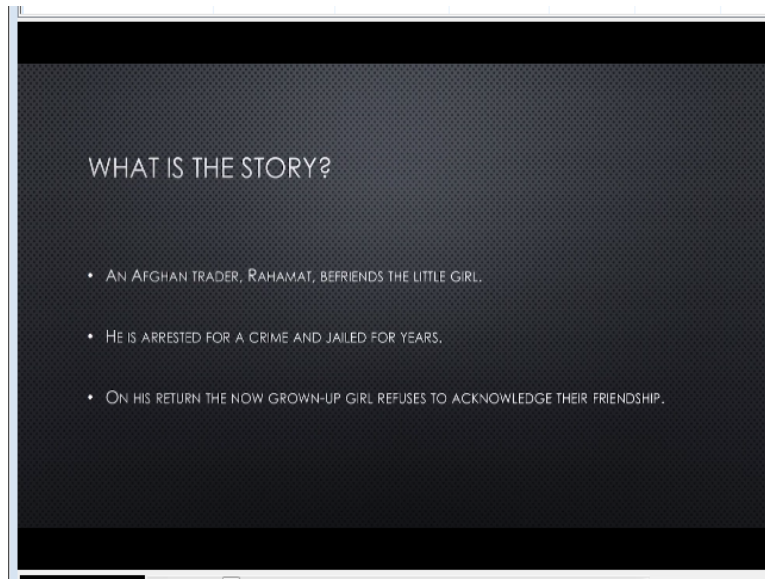 WHAT IS THE STORY?
• AN AFGHAN TRADER, RAHAMAT, BEFRIENDS THE LITTLE GIRL.
• HE IS ARRESTED FOR A CRIME AND JAILED FOR YEARS.
• ON HIS RETURN THE NOW GROWN-UP GIRL REFUSES TO ACKNOWLEDGE THEIR FRIENDSHIP.